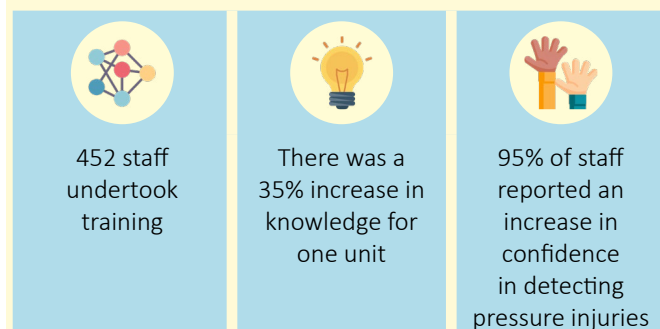 452 staff
undertook
training
There was a
35% increase in
knowledge for
one unit
95% of staff
reported an
increase in
confidence
in detecting
pressure injuries